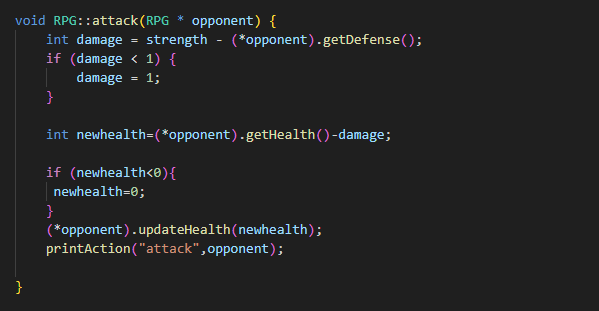 void RPG::attack(RPG * opponent) {
    int damage = strength - (*opponent).getDefense();
    if (damage < 1) {
        damage = 1;
    }
    int newhealth=(*opponent).getHealth()-damage;
    if (newhealth<0){
     newhealth=0;
    }
    (*opponent).updateHealth(newhealth);
    printAction("attack",opponent);
}